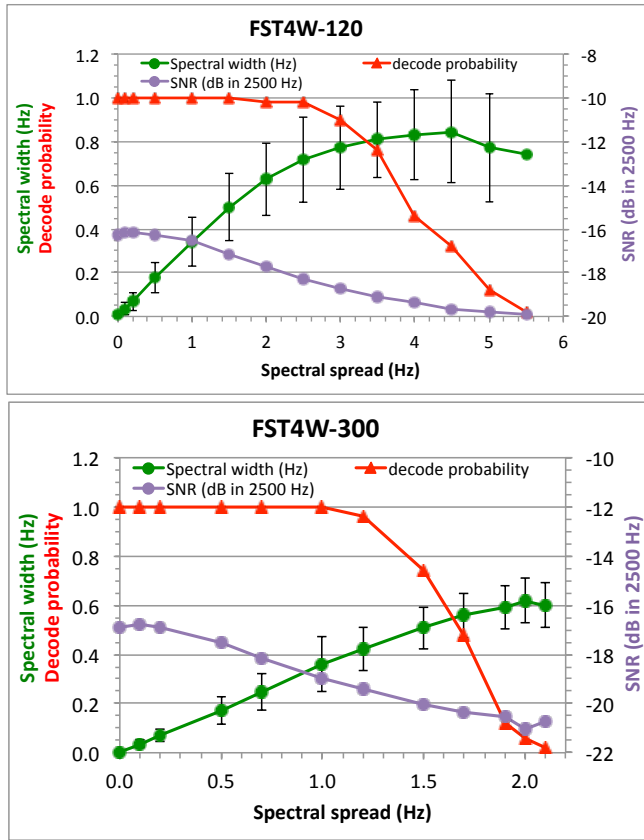 FST4W-120
Spectral width (Hz)
decode probability
SNR (dB in 2500 Hz)
Spectral width (Hz)
Decode probability
1.2
1.0
0.8
0.6
0.4
0.2
0.0
-8
-10
-12
-14
-16
-18
-20
SNR (dB in 2500 Hz)
0 1 2 3 4 5 6
Spectral spread (Hz)
FST4W-300
Spectral width (Hz)
decode probability
SNR (dB in 2500 Hz)
Spectral width (Hz)
Decode probability
1.2
1.0
0.8
0.6
0.4
0.2
0.0
-10
-12
-14
-16
-18
-20
-22
SNR (dB in 2500 Hz)
0.0 0.5 1.0 1.5 2.0
Spectral spread (Hz)